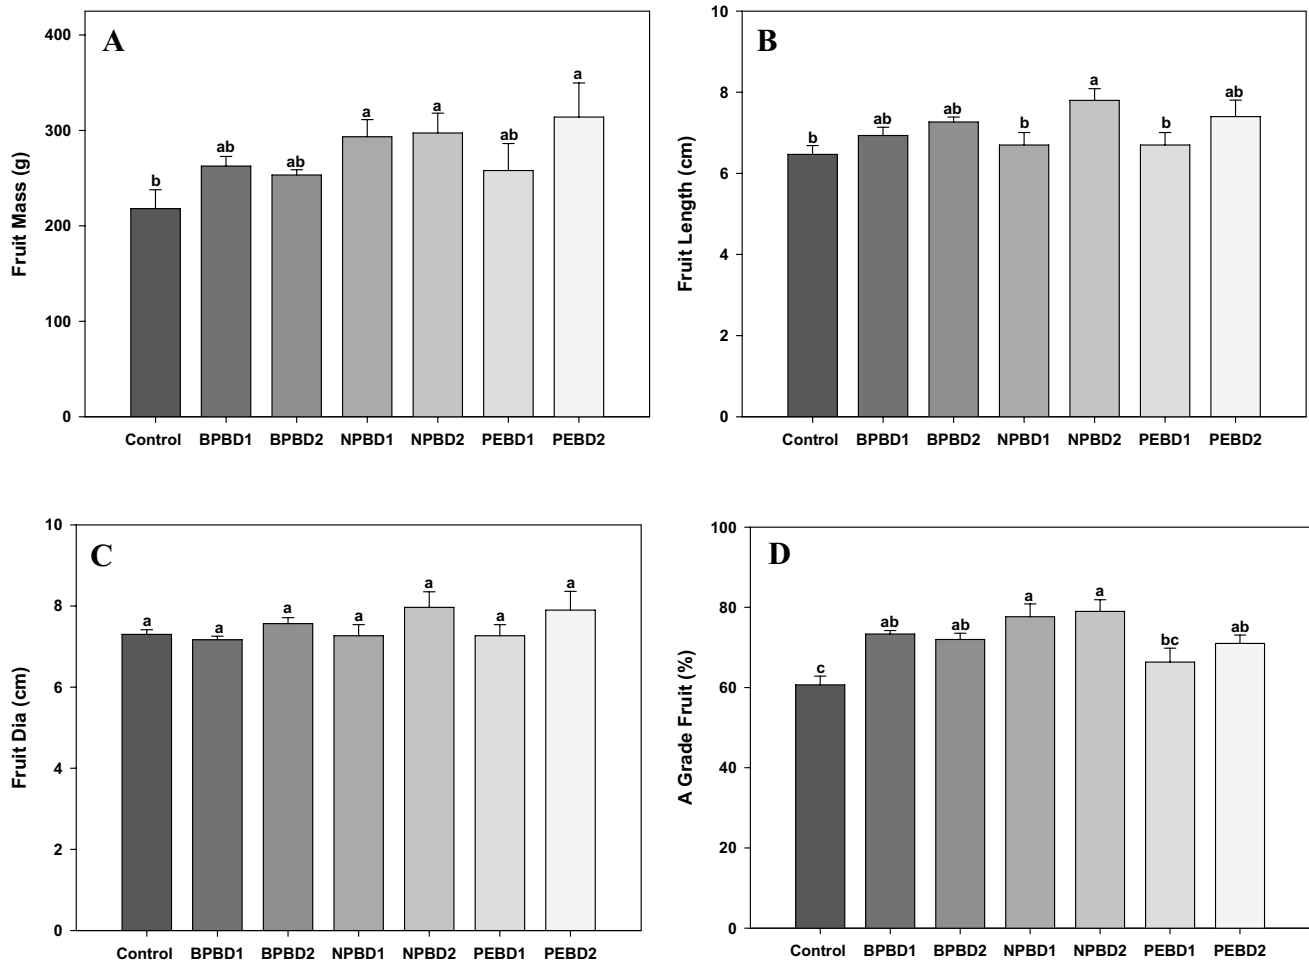 A
Fruit Mass (g)
400
300
200
100
0
b
ab
ab
a
a
ab
a
Control BPBD1 BPBD2 NPBD1 NPBD2 PEBD1 PEBD2
B
Fruit Length (cm)
10
8
6
4
2
0
b
ab
ab
b
a
b
ab
Control BPBD1 BPBD2 NPBD1 NPBD2 PEBD1 PEBD2
C
Fruit Dia (cm)
10
8
6
4
2
0
a
a
a
a
a
a
a
Control BPBD1 BPBD2 NPBD1 NPBD2 PEBD1 PEBD2
D
A Grade Fruit (%)
100
80
60
40
20
0
c
ab
ab
a
a
bc
ab
Control BPBD1 BPBD2 NPBD1 NPBD2 PEBD1 PEBD2